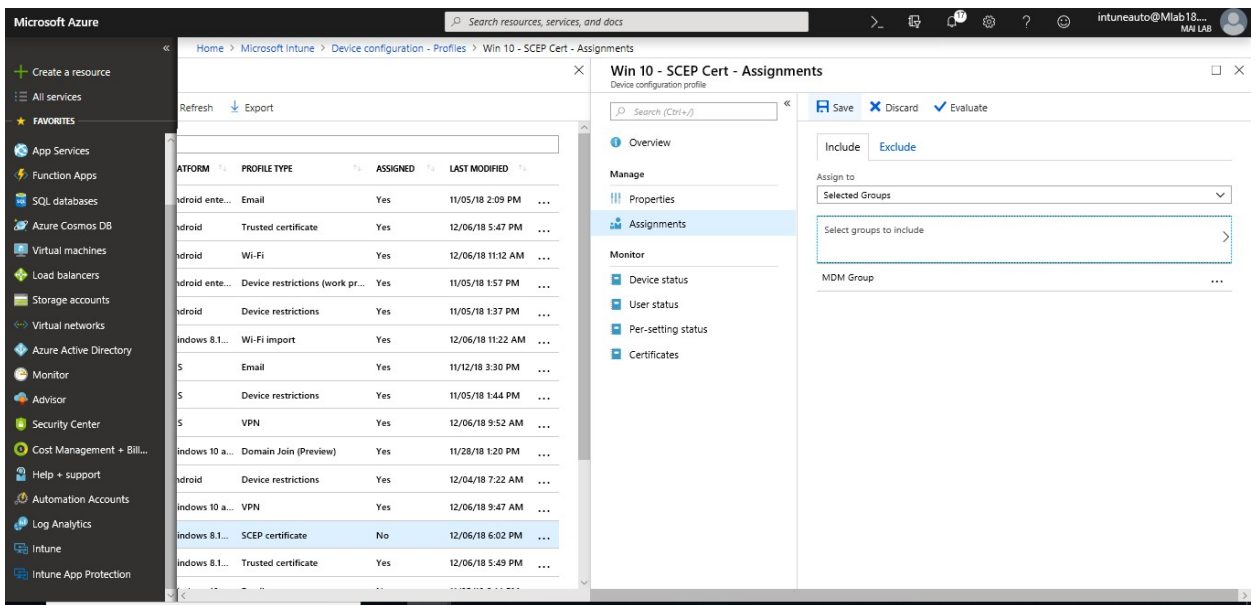 Microsoft Azure
Search resources, services, and docs
17
intuneauto@Mlab18....
MAI LAB
Home > Microsoft Intune > Device configuration - Profiles > Win 10 - SCEP Cert - Assignments
Create a resource
All services
FAVORITES
App Services
Function Apps
SQL databases
Azure Cosmos DB
Virtual machines
Load balancers
Storage accounts
Virtual networks
Azure Active Directory
Monitor
Advisor
Security Center
Cost Management + Bill...
Help + support
Automation Accounts
Log Analytics
Intune
Intune App Protection
Refresh Export
ATFORM PROFILE TYPE ASSIGNED LAST MODIFIED
ndroid ente... Email Yes 11/05/18 2:09 PM ...
ndroid Trusted certificate Yes 12/06/18 5:47 PM ...
ndroid Wi-Fi Yes 12/06/18 11:12 AM ...
ndroid ente... Device restrictions (work pr... Yes 11/05/18 1:57 PM ...
ndroid Device restrictions Yes 11/05/18 1:37 PM ...
indows 8.1... Wi-Fi import Yes 12/06/18 11:22 AM ...
S Email Yes 11/12/18 3:30 PM ...
S Device restrictions Yes 11/05/18 1:44 PM ...
S VPN Yes 12/06/18 9:52 AM ...
indows 10 a... Domain Join (Preview) Yes 11/28/18 1:20 PM ...
ndroid Device restrictions Yes 12/04/18 7:22 AM ...
indows 10 a... VPN Yes 12/06/18 9:47 AM ...
indows 8.1... SCEP certificate No 12/06/18 6:02 PM ...
indows 8.1... Trusted certificate Yes 12/06/18 5:49 PM ...
Win 10 - SCEP Cert - Assignments
Device configuration profile
Search (Ctrl+/)
Overview
Manage
Properties
Assignments
Monitor
Device status
User status
Per-setting status
Certificates
Save Discard Evaluate
Include Exclude
Assign to
Selected Groups
Select groups to include
MDM Group ...